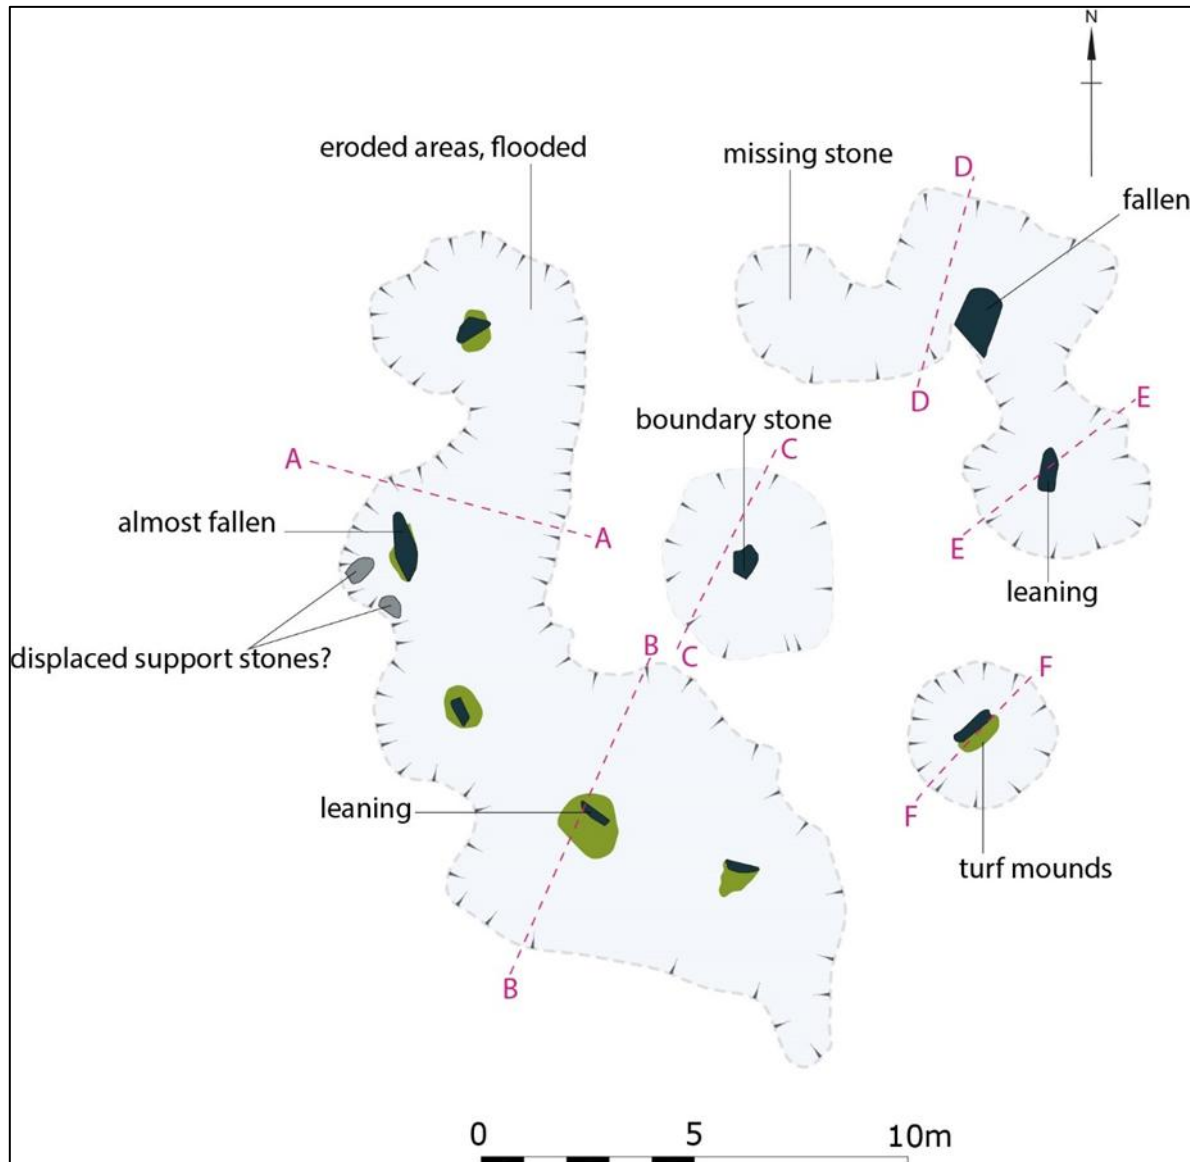 N
eroded areas, flooded
missing stone
D
fallen
D
E
boundary stone
C
A
almost fallen
A
E
leaning
displaced support stones?
B
C
F
leaning
F
turf mounds
B
0 5 10m